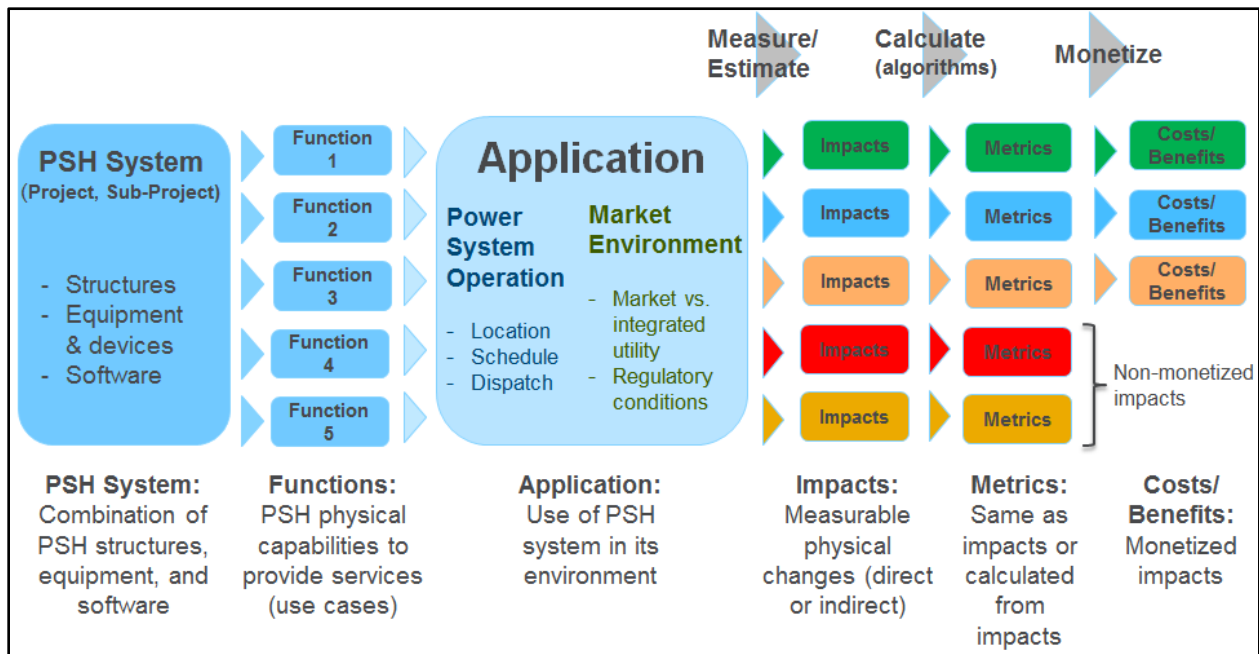 Measure/
Estimate
Calculate
(algorithms)
Monetize
PSH System
(Project, Sub-Project)
- Structures
- Equipment
& devices
- Software
Function
1
Function
2
Function
3
Function
4
Function
5
Application
Power
System
Operation
- Location
- Schedule
- Dispatch
Market
Environment
- Market vs.
integrated
utility
- Regulatory
conditions
Impacts
Metrics
Costs/
Benefits
Impacts
Metrics
Costs/
Benefits
Impacts
Metrics
Costs/
Benefits
Impacts
Metrics
Impacts
Metrics
Non-monetized
impacts
PSH System:
Combination of
PSH structures,
equipment, and
software
Functions:
PSH physical
capabilities to
provide services
(use cases)
Application:
Use of PSH
system in its
environment
Impacts:
Measurable
physical
changes (direct
or indirect)
Metrics:
Same as
impacts or
calculated
from
impacts
Costs/
Benefits:
Monetized
impacts